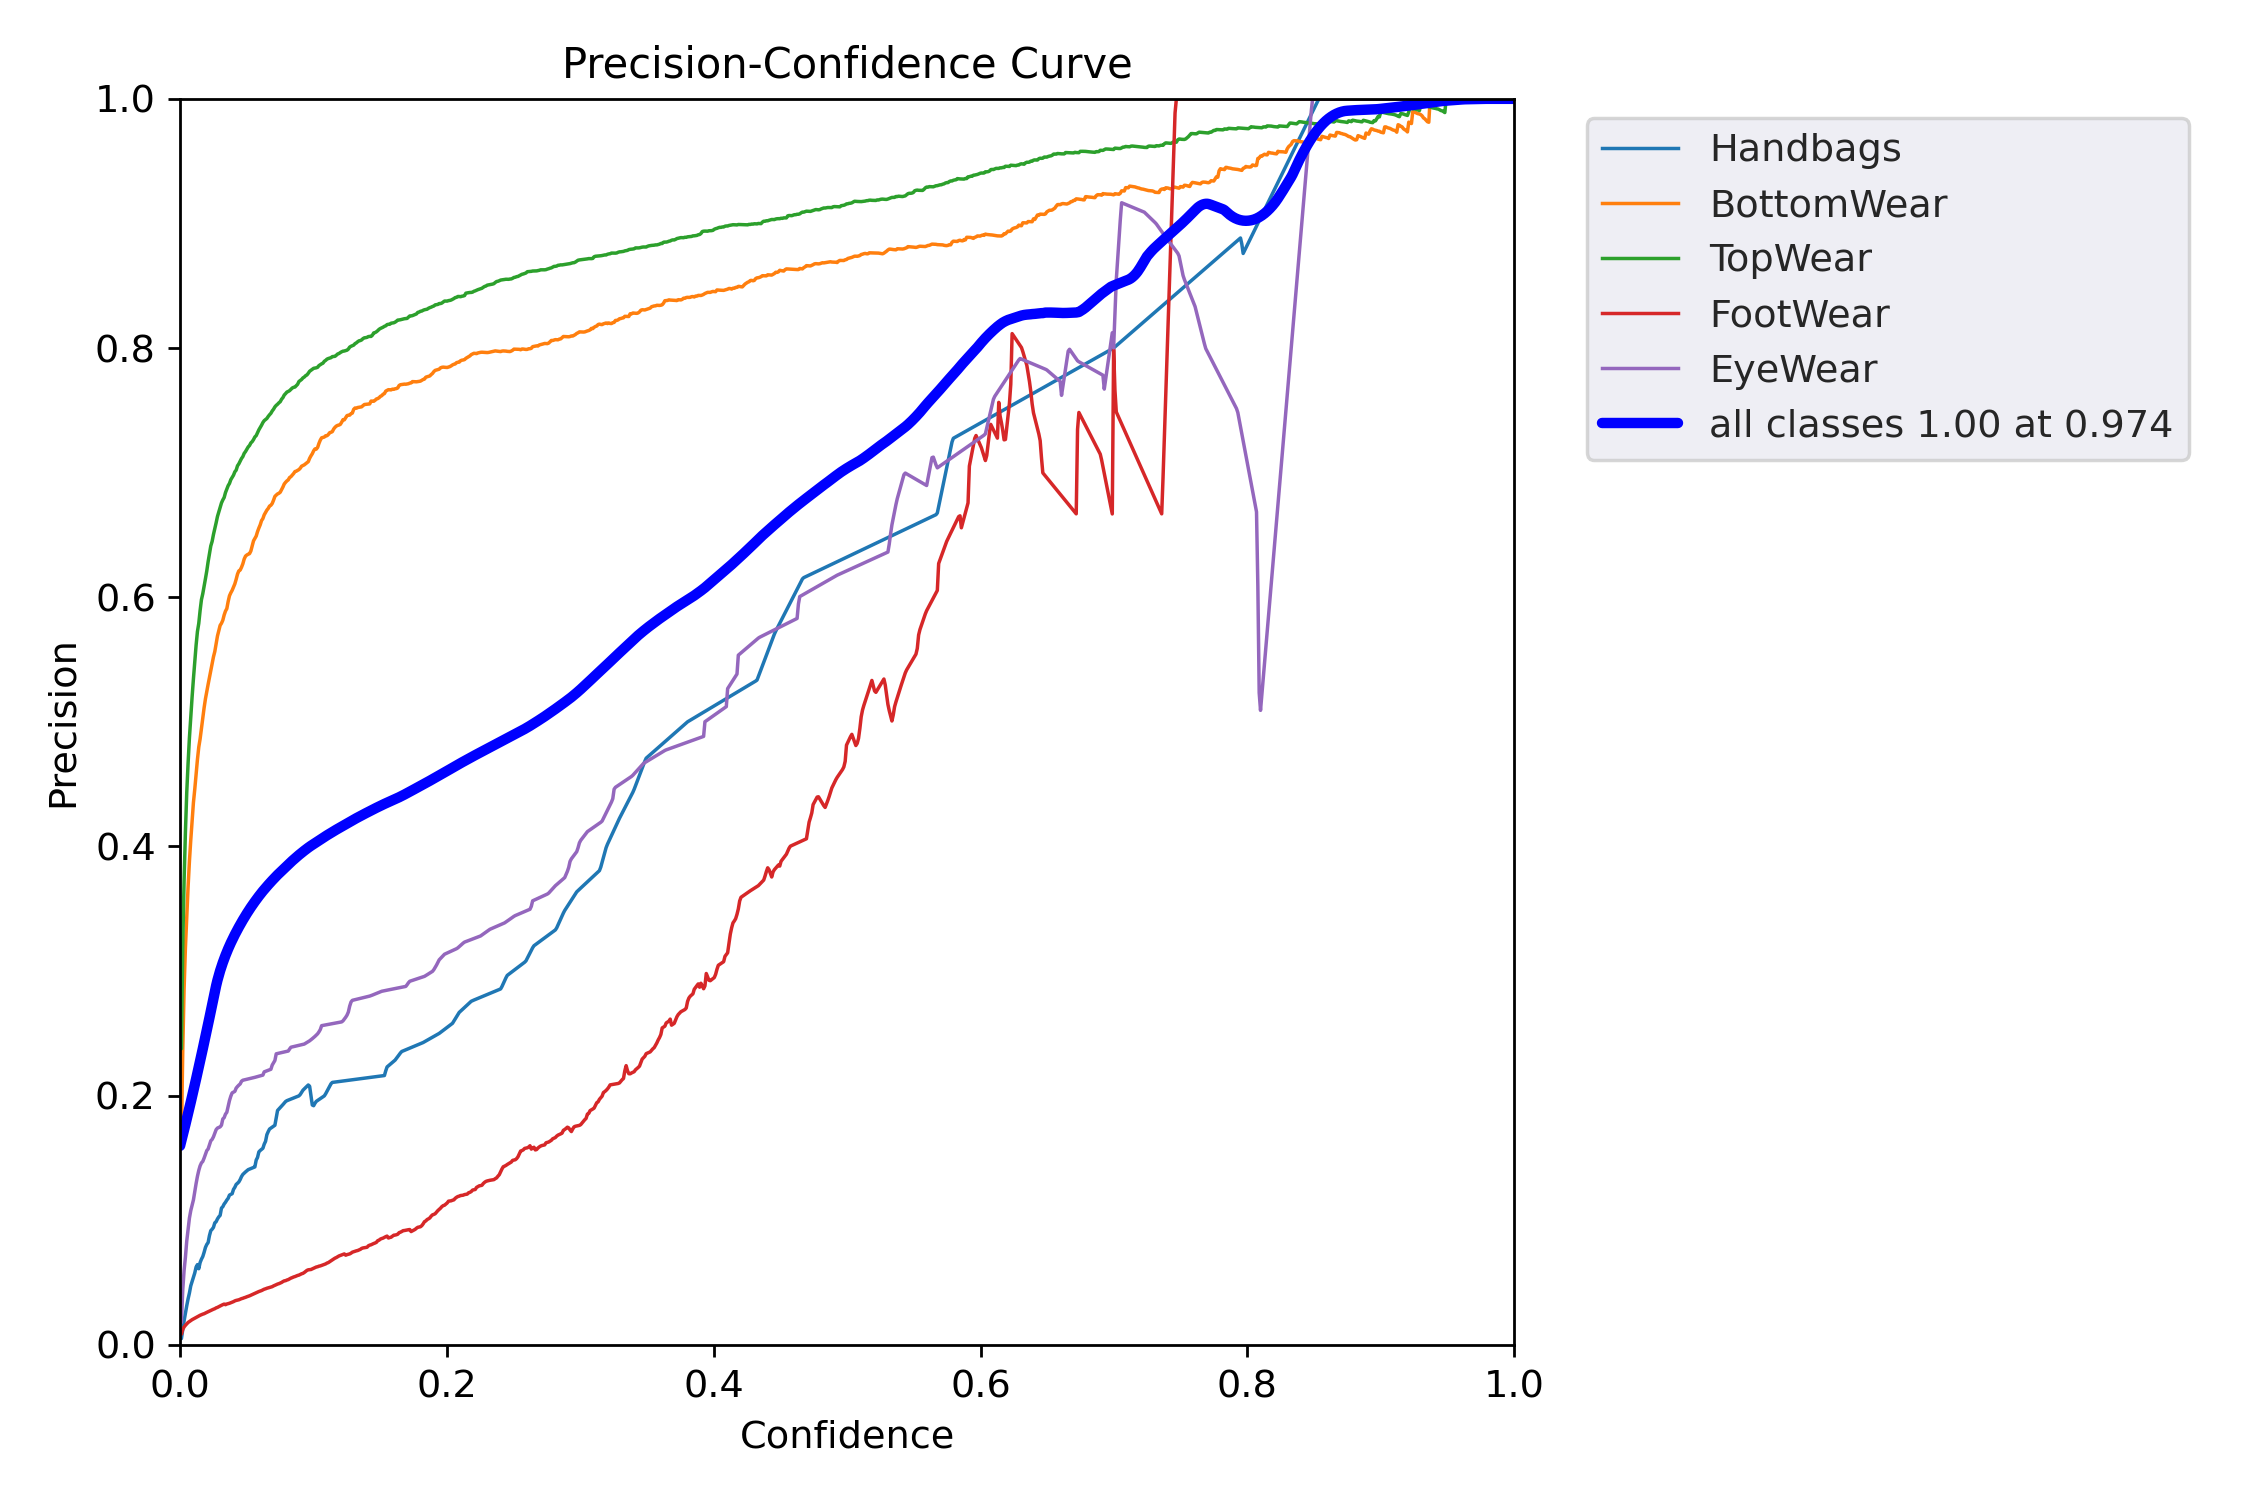 Precision-Confidence Curve
1.0
0.8
0.6
0.4
0.2
0.0
Precision
0.0 0.2 0.4 0.6 0.8 1.0
Confidence
Handbags
BottomWear
TopWear
FootWear
EyeWear
all classes 1.00 at 0.974